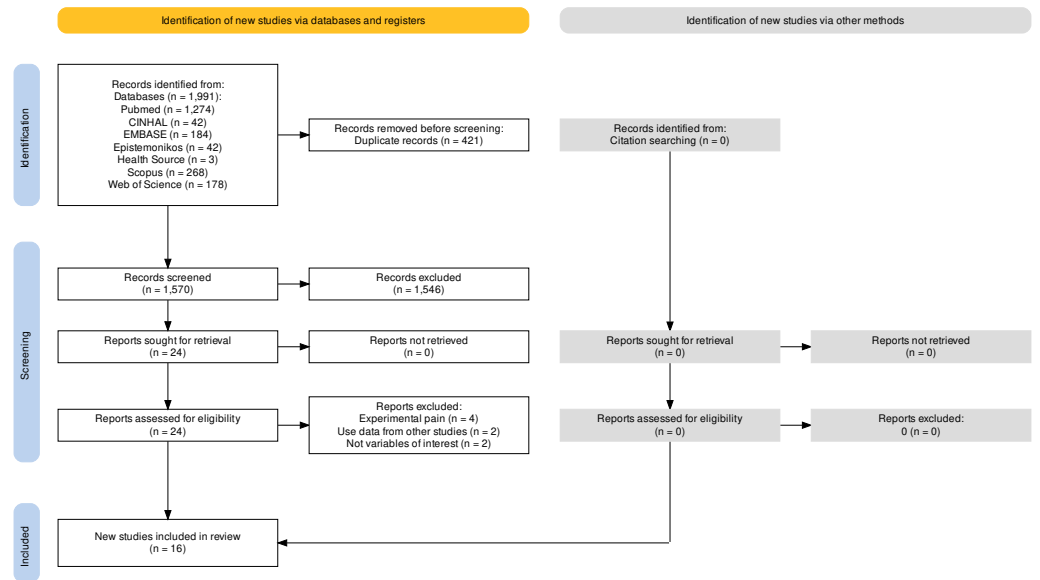 Identification of new studies via databases and registers
Identification of new studies via other methods
Identification
Records identified from:
Databases (n = 1,991):
Pubmed (n = 1,274)
CINHAL (n = 42)
EMBASE (n = 184)
Epistemonikos (n = 42)
Health Source (n = 3)
Scopus (n = 268)
Web of Science (n = 178)
Records removed before screening:
Duplicate records (n = 421)
Records identified from:
Citation searching (n = 0)
Screening
Records screened
(n = 1,570)
Records excluded
(n = 1,546)
Reports sought for retrieval
(n = 24)
Reports not retrieved
(n = 0)
Reports sought for retrieval
(n = 0)
Reports not retrieved
(n = 0)
Reports assessed for eligibility
(n = 24)
Reports excluded:
Experimental pain (n = 4)
Use data from other studies (n = 2)
Not variables of interest (n = 2)
Reports assessed for eligibility
(n = 0)
Reports excluded:
0 (n = 0)
Included
New studies included in review
(n = 16)